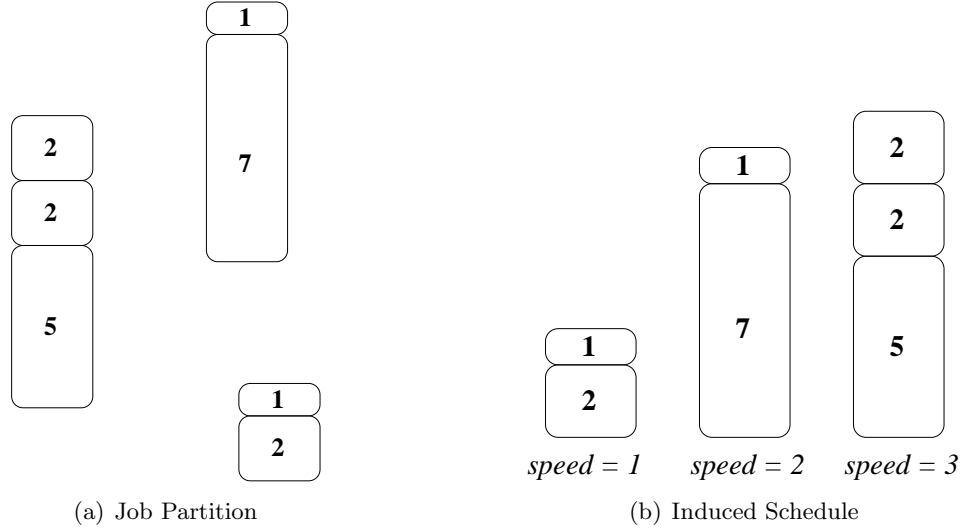 2
2
5
1
7
1
2
(a) Job Partition
1
2
1
7
2
2
5
speed = 1
speed = 2
speed = 3
(b) Induced Schedule